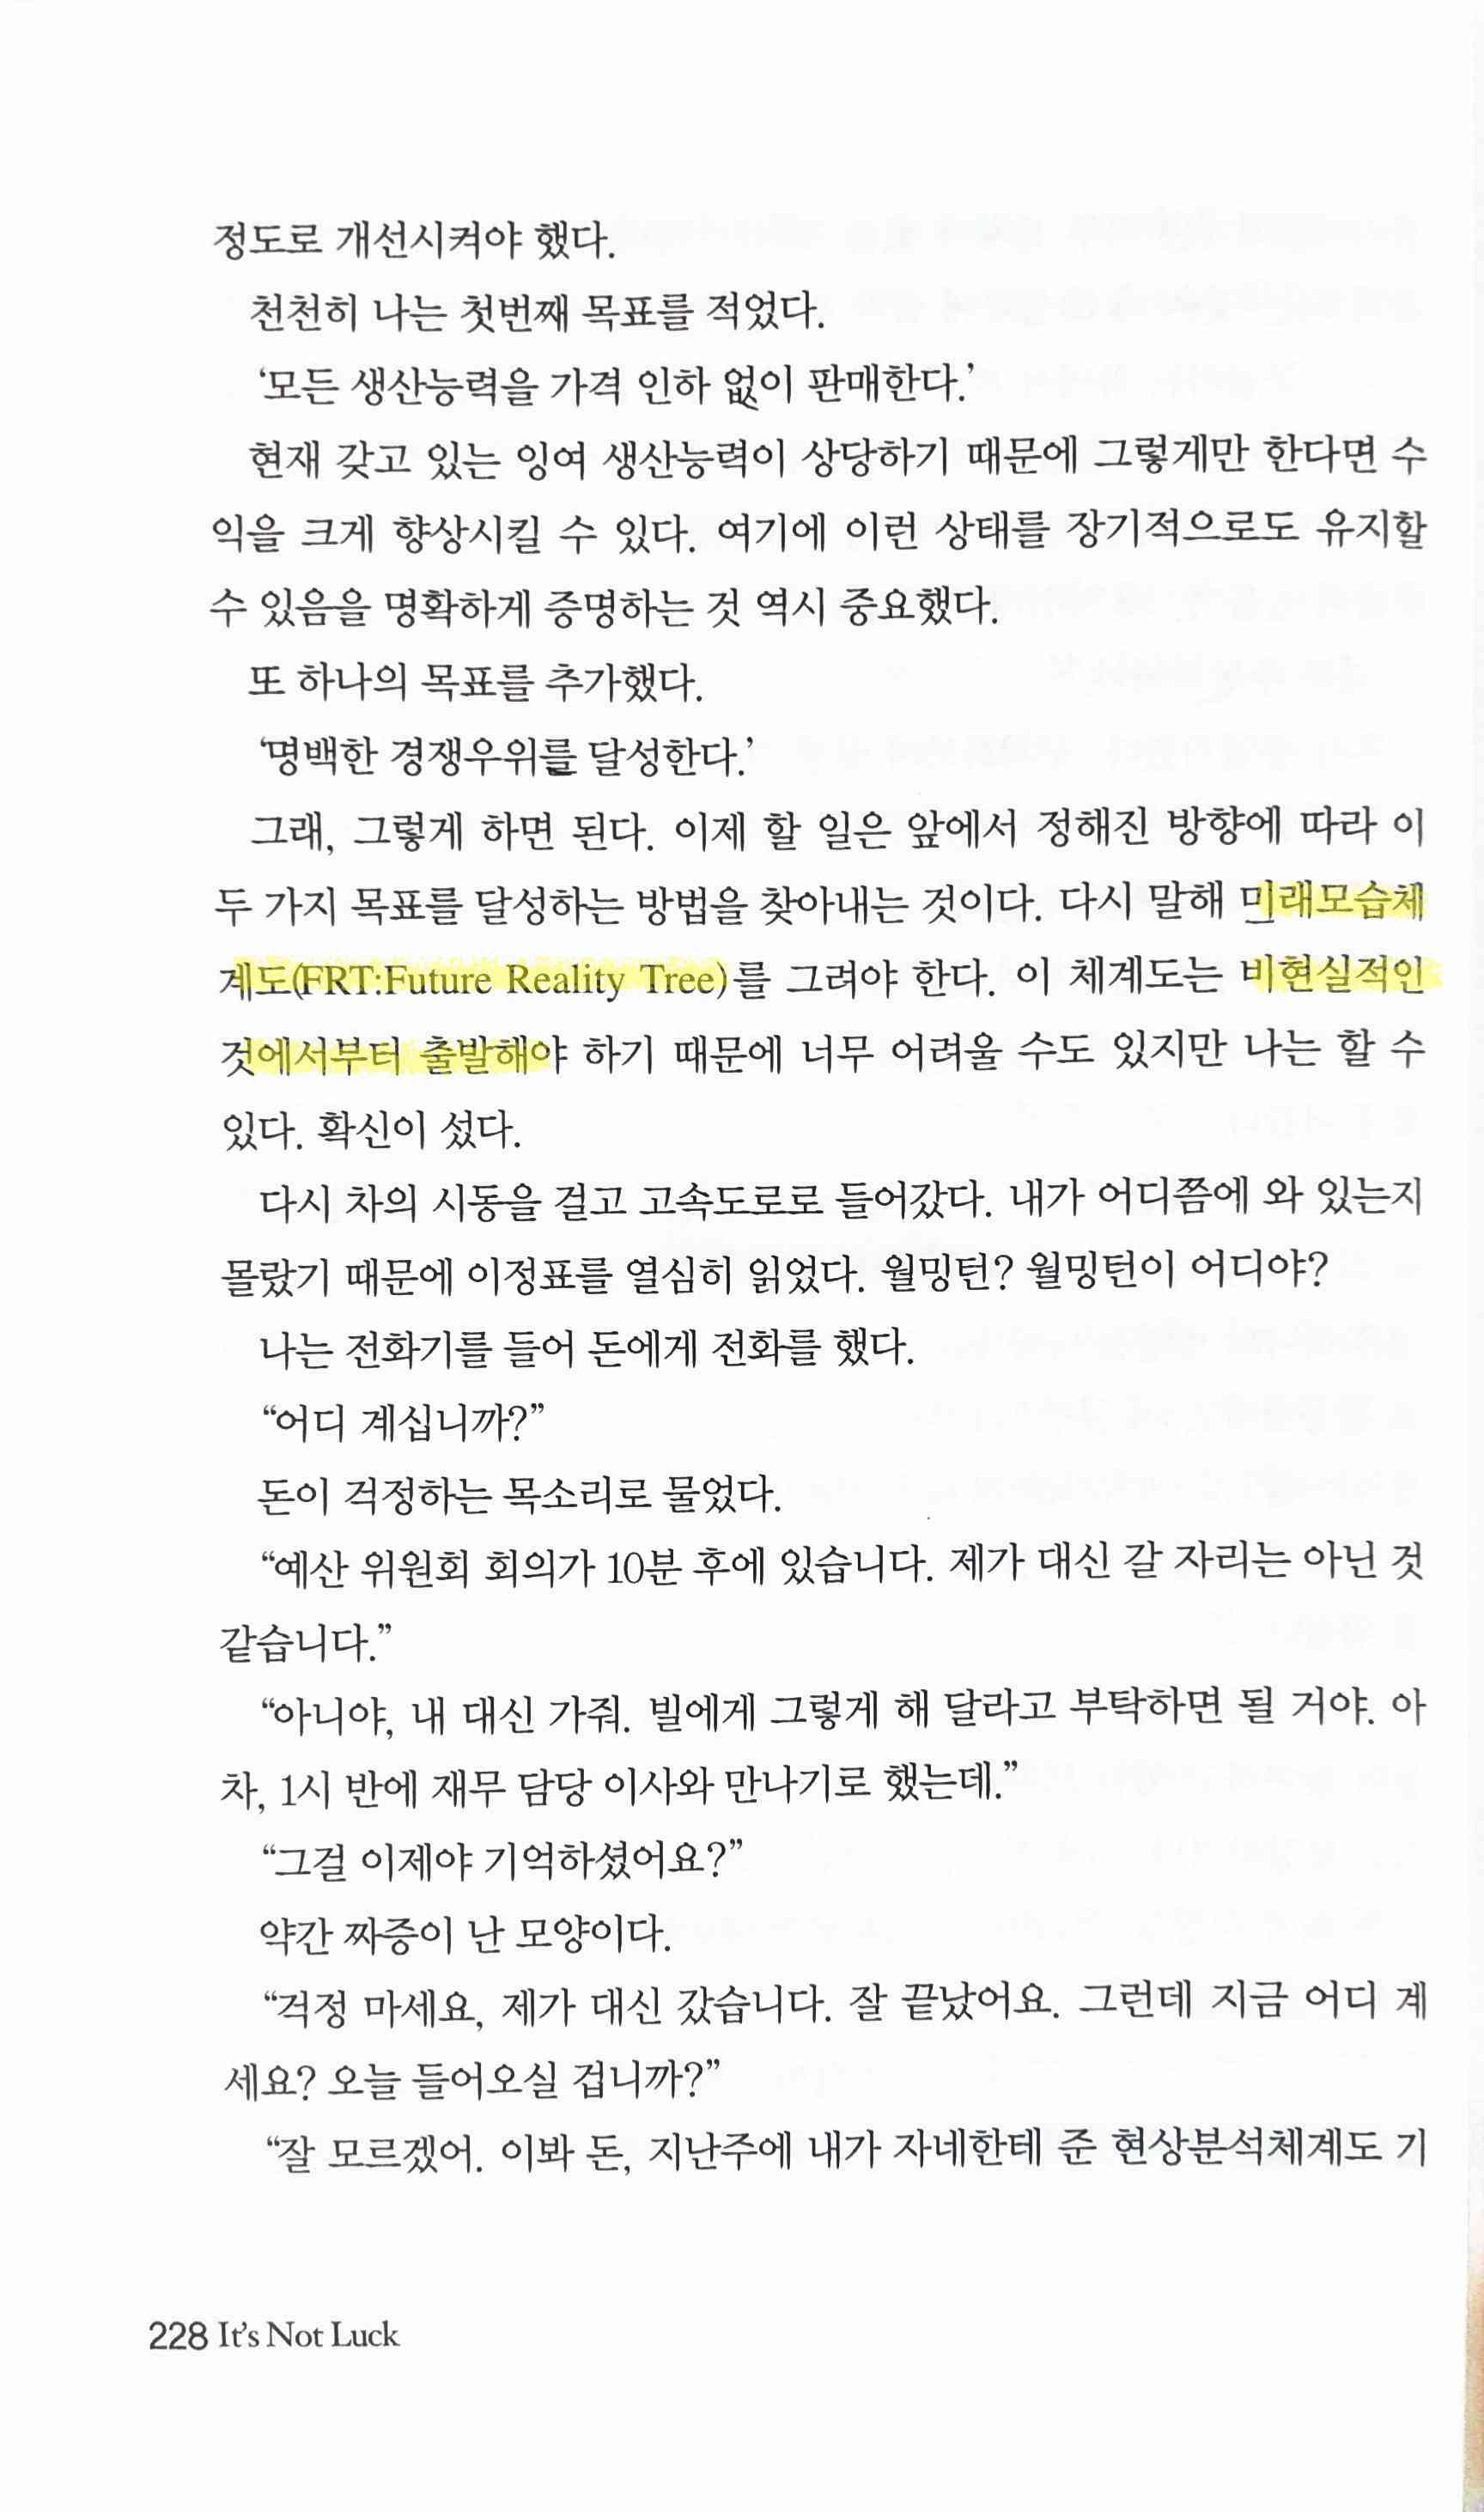 정도로 개선시켜야 했다.
천천히 나는 첫번째 목표를 적었다.
‘모든 생산능력을 가격 인하 없이 판매한다.’
현재 갖고 있는 잉여 생산능력이 상당하기 때문에 그렇게만 한다면 수
익을 크게 향상시킬 수 있다. 여기에 이런 상태를 장기적으로도 유지할
수 있음을 명확하게 증명하는 것 역시 중요했다.
또 하나의 목표를 추가했다.
‘명백한 경쟁우위를 달성한다.’
그래, 그렇게 하면 된다. 이제 할 일은 앞에서 정해진 방향에 따라 이
두 가지 목표를 달성하는 방법을 찾아내는 것이다. 다시 말해 미래모습체
계도(FRT:Future Reality Tree)를 그려야 한다. 이 체계도는 비현실적인
것에서부터 출발해야 하기 때문에 너무 어려울 수도 있지만 나는 할 수
있다. 확신이 섰다.
다시 차의 시동을 걸고 고속도로로 들어갔다. 내가 어디쯤에 와 있는지
몰랐기 때문에 이정표를 열심히 읽었다. 월밍턴? 월밍턴이 어디야?
나는 전화기를 들어 돈에게 전화를 했다.
“어디 계십니까?”
돈이 걱정하는 목소리로 물었다.
“예산 위원회 회의가 10분 후에 있습니다. 제가 대신 갈 자리는 아닌 것
같습니다.”
“아니야, 내 대신 가줘. 빌에게 그렇게 해 달라고 부탁하면 될 거야. 아
차, 1시 반에 재무 담당 이사와 만나기로 했는데.”
“그걸 이제야 기억하셨어요?”
약간 짜증이 난 모양이다.
“걱정 마세요, 제가 대신 갔습니다. 잘 끝났어요. 그런데 지금 어디 계
세요? 오늘 들어오실 겁니까?”
“잘 모르겠어. 이봐 돈, 지난주에 내가 자네한테 준 현상분석체계도 기
228 It’s Not Luck